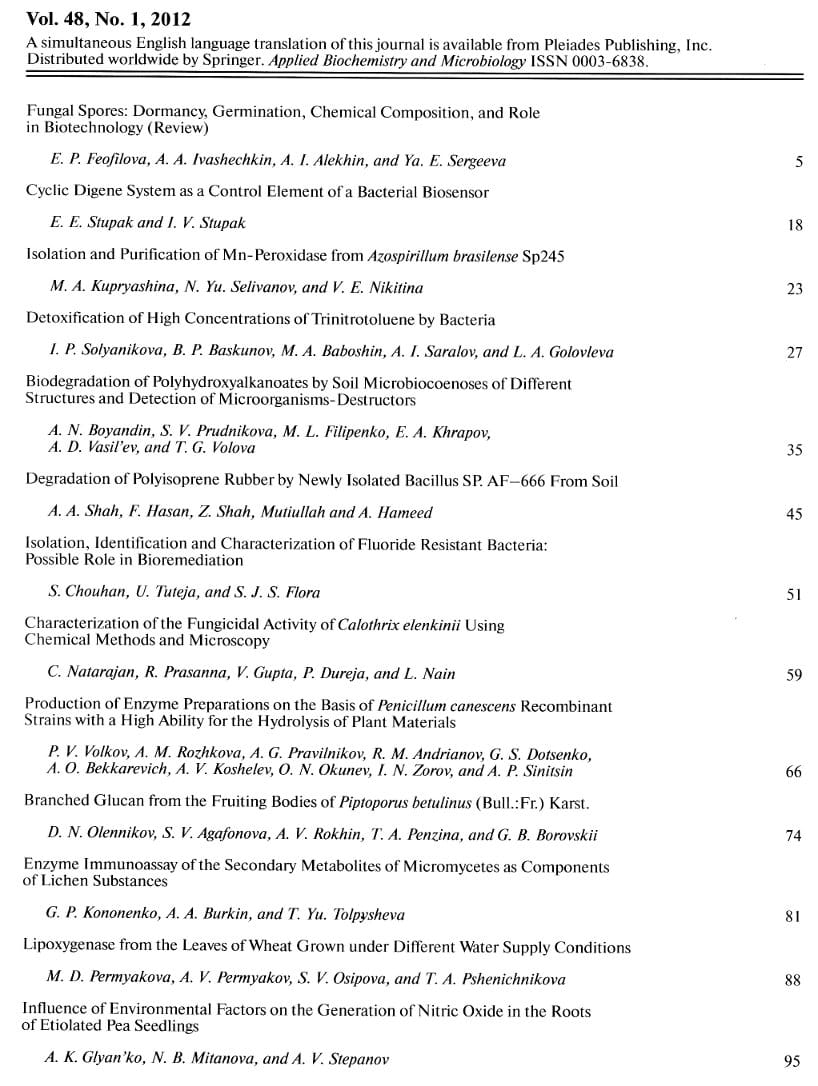 Vol. 48, No. 1, 2012
A simultaneous English language translation of this journal is available from Pleiades Publishing, Inc.
Distributed worldwide by Springer. Applied Biochemistry and Microbiology ISSN 0003-6838.
Fungal Spores: Dormancy, Germination, Chemical Composition, and Role
in Biotechnology (Review)
E. P. Feofilova, A. A. Ivashechkin, A. I. Alekhin, and Ya. E. Sergeeva 5
Cyclic Digene System as a Control Element of a Bacterial Biosensor
E. E. Stupak and I. V. Stupak 18
Isolation and Purification of Mn-Peroxidase from Azospirillum brasilense Sp245
M. A. Kupryashina, N. Yu. Selivanov, and V. E. Nikitina 23
Detoxification of High Concentrations of Trinitrotoluene by Bacteria
I. P. Solyanikova, B. P. Baskunov, M. A. Baboshin, A. I. Saralov, and L. A. Golovleva 27
Biodegradation of Polyhydroxyalkanoates by Soil Microbiocoenoses of Different
Structures and Detection of Microorganisms-Destructors
A. N. Boyandin, S. V. Prudnikova, M. L. Filipenko, E. A. Khrapov,
A. D. Vasil'ev, and T. G. Volova 35
Degradation of Polyisoprene Rubber by Newly Isolated Bacillus SP. AF–666 From Soil
A. A. Shah, F. Hasan, Z. Shah, Mutiullah and A. Hameed 45
Isolation, Identification and Characterization of Fluoride Resistant Bacteria:
Possible Role in Bioremediation
S. Chouhan, U. Tuteja, and S. J. S. Flora 51
Characterization of the Fungicidal Activity of Calothrix elenkinii Using
Chemical Methods and Microscopy
C. Natarajan, R. Prasanna, V. Gupta, P. Dureja, and L. Nain 59
Production of Enzyme Preparations on the Basis of Penicillum canescens Recombinant
Strains with a High Ability for the Hydrolysis of Plant Materials
P. V. Volkov, A. M. Rozhkova, A. G. Pravilnikov, R. M. Andrianov, G. S. Dotsenko,
A. O. Bekkarevich, A. V. Koshelev, O. N. Okunev, I. N. Zorov, and A. P. Sinitsin 66
Branched Glucan from the Fruiting Bodies of Piptoporus betulinus (Bull.:Fr.) Karst.
D. N. Olennikov, S. V. Agafonova, A. V. Rokhin, T. A. Penzina, and G. B. Borovskii 74
Enzyme Immunoassay of the Secondary Metabolites of Micromycetes as Components
of Lichen Substances
G. P. Kononenko, A. A. Burkin, and T. Yu. Tolpysheva 81
Lipoxygenase from the Leaves of Wheat Grown under Different Water Supply Conditions
M. D. Permyakova, A. V. Permyakov, S. V. Osipova, and T. A. Pshenichnikova 88
Influence of Environmental Factors on the Generation of Nitric Oxide in the Roots
of Etiolated Pea Seedlings
A. K. Glyan'ko, N. B. Mitanova, and A. V. Stepanov 95